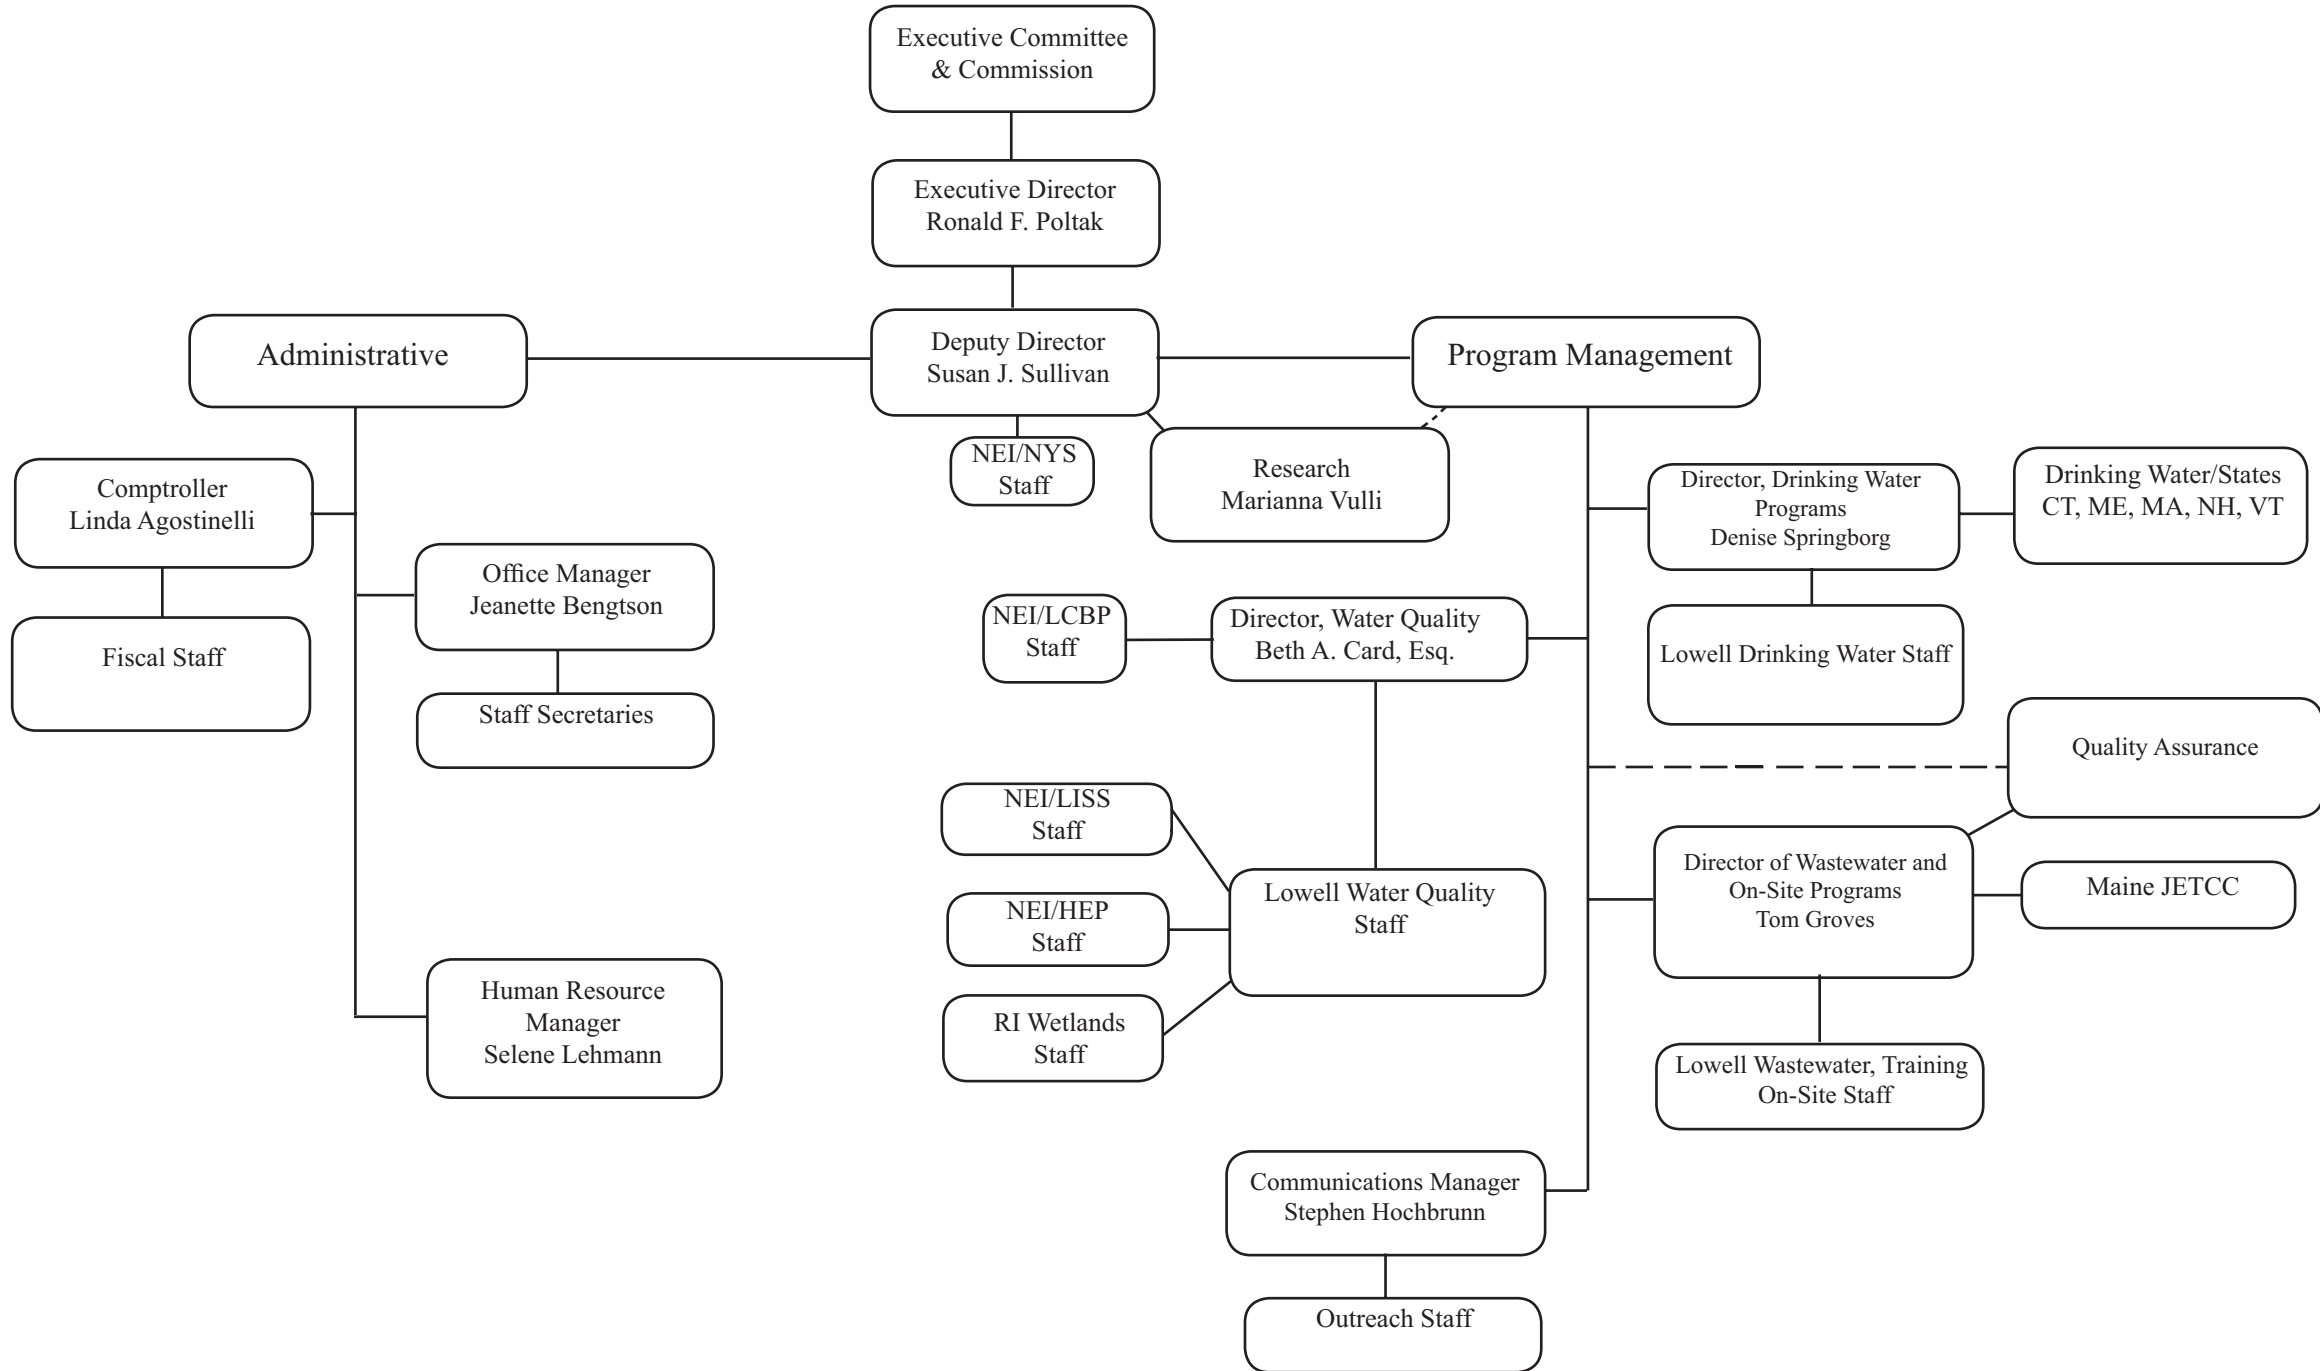 Executive Committee
& Commission
Executive Director
Ronald F. Poltak
Deputy Director
Susan J. Sullivan
Administrative
Program Management
NEI/NYS
Staff
Research
Marianna Vulli
Comptroller
Linda Agostinelli
Fiscal Staff
Office Manager
Jeanette Bengtson
Staff Secretaries
Human Resource
Manager
Selene Lehmann
Director, Drinking Water
Programs
Denise Springborg
Drinking Water/States
CT, ME, MA, NH, VT
Lowell Drinking Water Staff
NEI/LCBP
Staff
Director, Water Quality
Beth A. Card, Esq.
NEI/LISS
Staff
NEI/HEP
Staff
RI Wetlands
Staff
Lowell Water Quality
Staff
Quality Assurance
Director of Wastewater and
On-Site Programs
Tom Groves
Maine JETCC
Lowell Wastewater, Training
On-Site Staff
Communications Manager
Stephen Hochbrunn
Outreach Staff